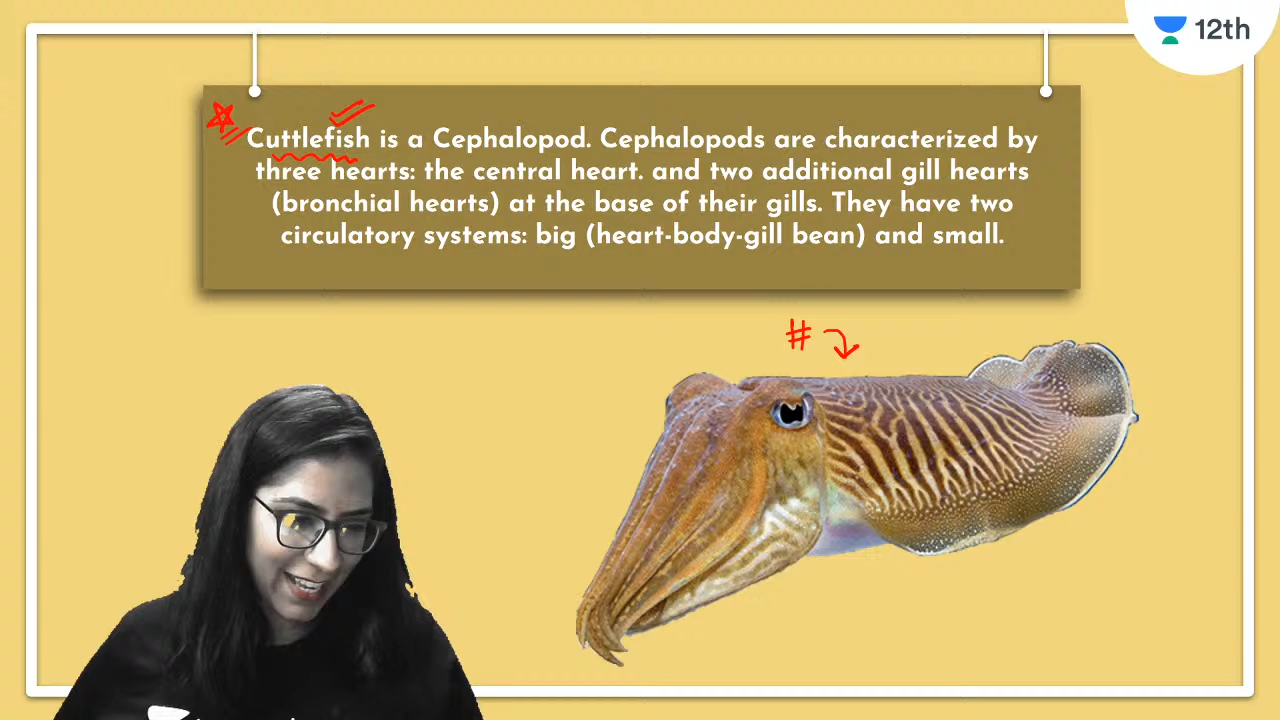 12th
Cuttlefish is a Cephalopod. Cephalopods are characterized by
three hearts: the central heart. and two additional gill hearts
(bronchial hearts) at the base of their gills. They have two
circulatory systems: big (heart-body-gill bean) and small.
#